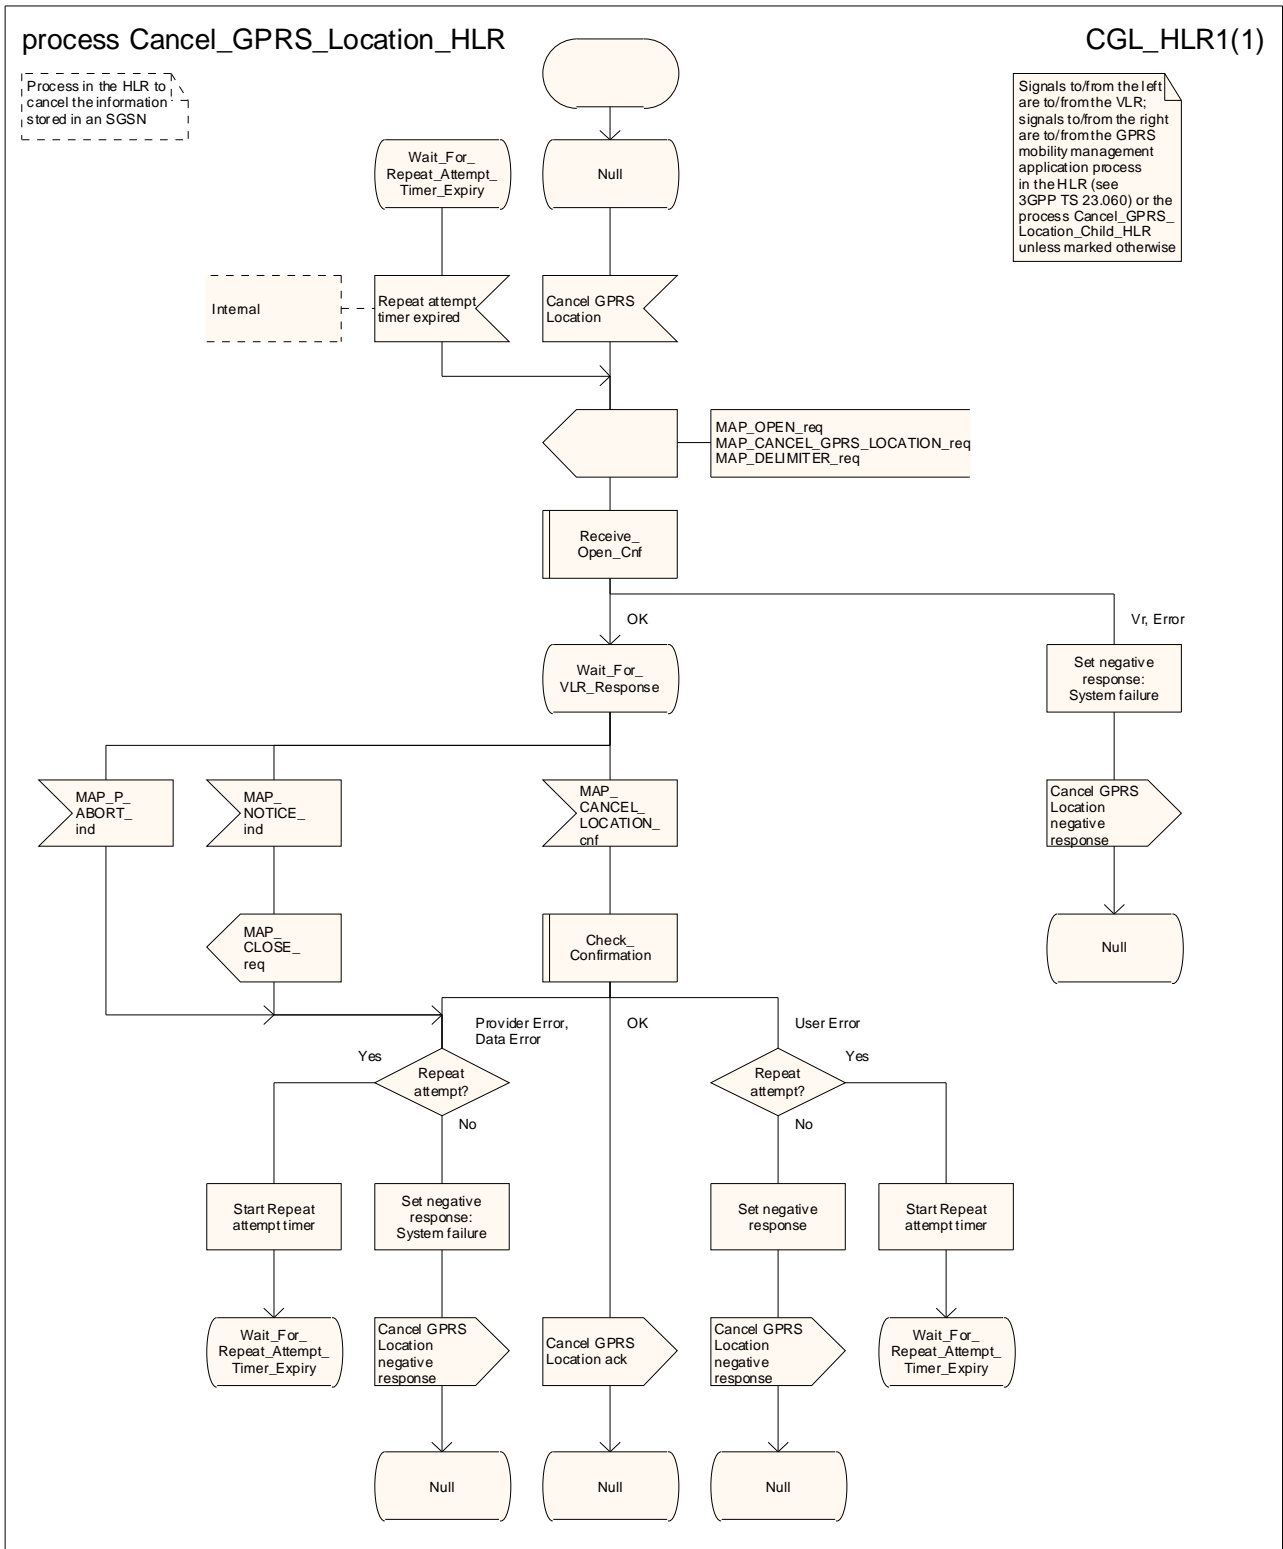 process Cancel_GPRS_Location_HLR
CGL_HLR1(1)
Process in the HLR to
cancel the information
stored in an SGSN
Signals to/from the left
are to/from the VLR;
signals to/from the right
are to/from the GPRS
mobility management
application process
in the HLR (see
3GPP TS 23.060) or the
process Cancel_GPRS_
Location_Child_HLR
unless marked otherwise
Wait_For_
Repeat_Attempt_
Timer_Expiry
Null
Internal
Repeat attempt
timer expired
Cancel GPRS
Location
MAP_OPEN_req
MAP_CANCEL_GPRS_LOCATION_req
MAP_DELIMITER_req
Receive_
Open_Cnf
OK
Vr, Error
Wait_For_
VLR_Response
Set negative
response:
System failure
MAP_P_
ABORT_
ind
MAP_
NOTICE_
ind
MAP_
CANCEL_
LOCATION_
cnf
Cancel GPRS
Location
negative
response
MAP_
CLOSE_
req
Check_
Confirmation
Null
Provider Error,
Data Error
OK
User Error
Yes
Repeat
attempt?
No
Yes
Repeat
attempt?
No
Start Repeat
attempt timer
Set negative
response:
System failure
Set negative
response
Start Repeat
attempt timer
Wait_For_
Repeat_Attempt_
Timer_Expiry
Cancel GPRS
Location
negative
response
Cancel GPRS
Location ack
Cancel GPRS
Location
negative
response
Wait_For_
Repeat_Attempt_
Timer_Expiry
Null
Null
Null